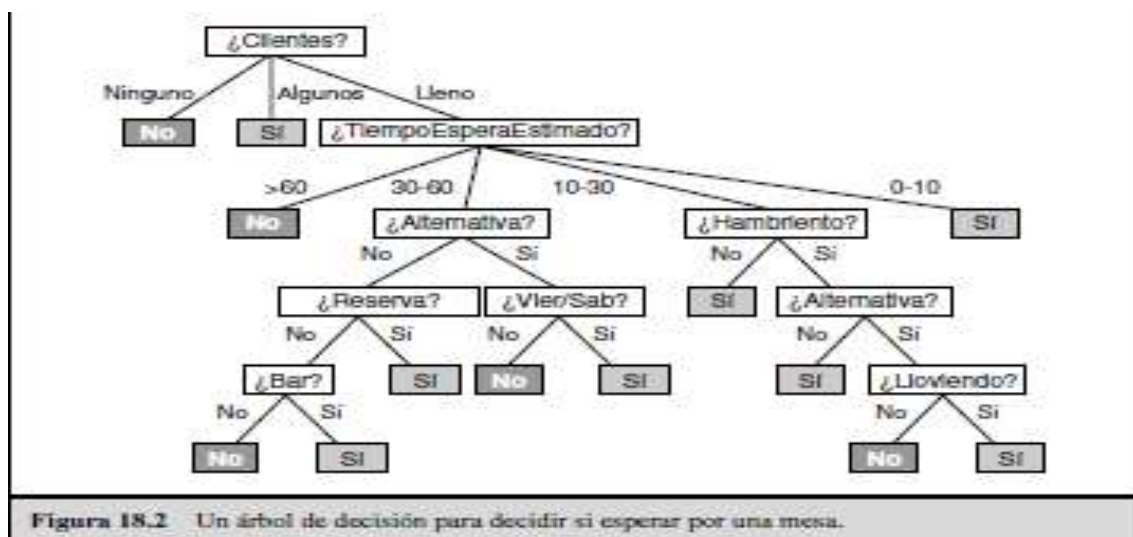 ¿Clientes?
Ninguno Algunos Lleno
No Sí ¿TiempoEsperaEstimado?
>60 30-60 10-30 0-10
No ¿Alternativa? ¿Hambriento? Sí
No Sí No Sí
¿Reserva? ¿Vier/Sab? Sí ¿Alternativa?
No Sí No Sí No Sí
¿Bar? Sí No Sí Sí ¿Lloviendo?
No Sí No Sí
No Sí No Sí
Figura 18.2 Un árbol de decisión para decidir si esperar por una mesa.